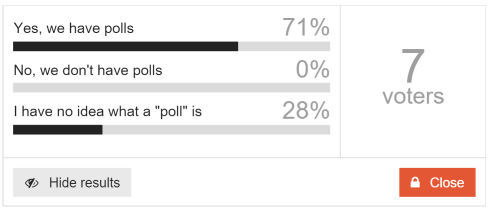 Yes, we have polls 71%
No, we don't have polls 0%
I have no idea what a "poll" is 28%
7
voters
Hide results
Close